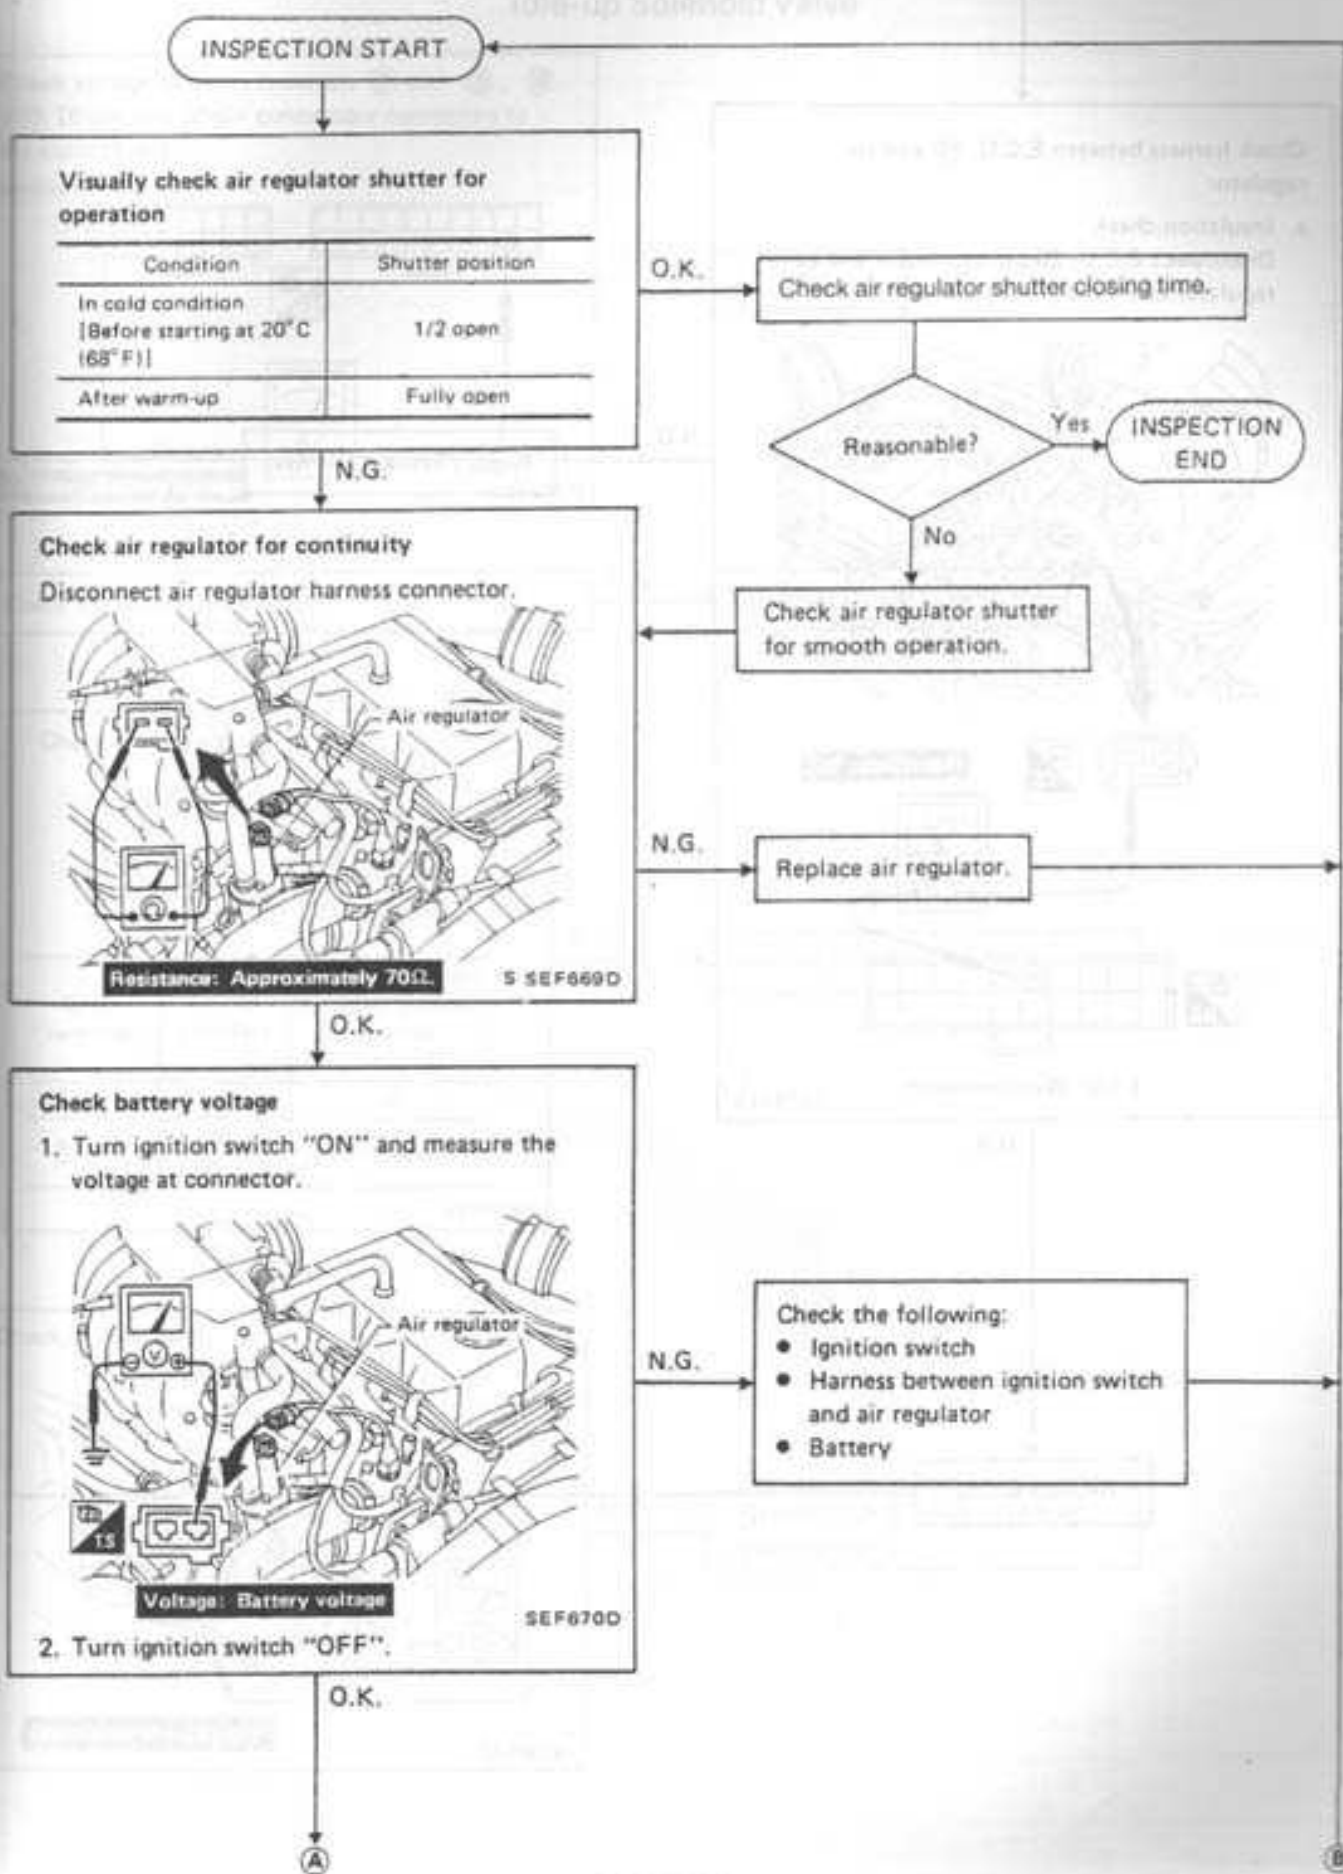 INSPECTION START
Visually check air regulator shutter for
operation
Condition
Shutter position
In cold condition
[Before starting at 20°C
(68°F)]
1/2 open
After warm-up
Fully open
O.K.
Check air regulator shutter closing time.
Reasonable?
Yes
INSPECTION
END
No
Check air regulator shutter
for smooth operation.
N.G.
Check air regulator for continuity
Disconnect air regulator harness connector.
Air regulator
Resistance: Approximately 70Ω.
S SEF669D
N.G.
Replace air regulator.
O.K.
Check battery voltage
1. Turn ignition switch "ON" and measure the
voltage at connector.
Air regulator
V
T.S
Voltage: Battery voltage
SEF670D
2. Turn ignition switch "OFF".
N.G.
Check the following:
● Ignition switch
● Harness between ignition switch
and air regulator
● Battery
O.K.
A